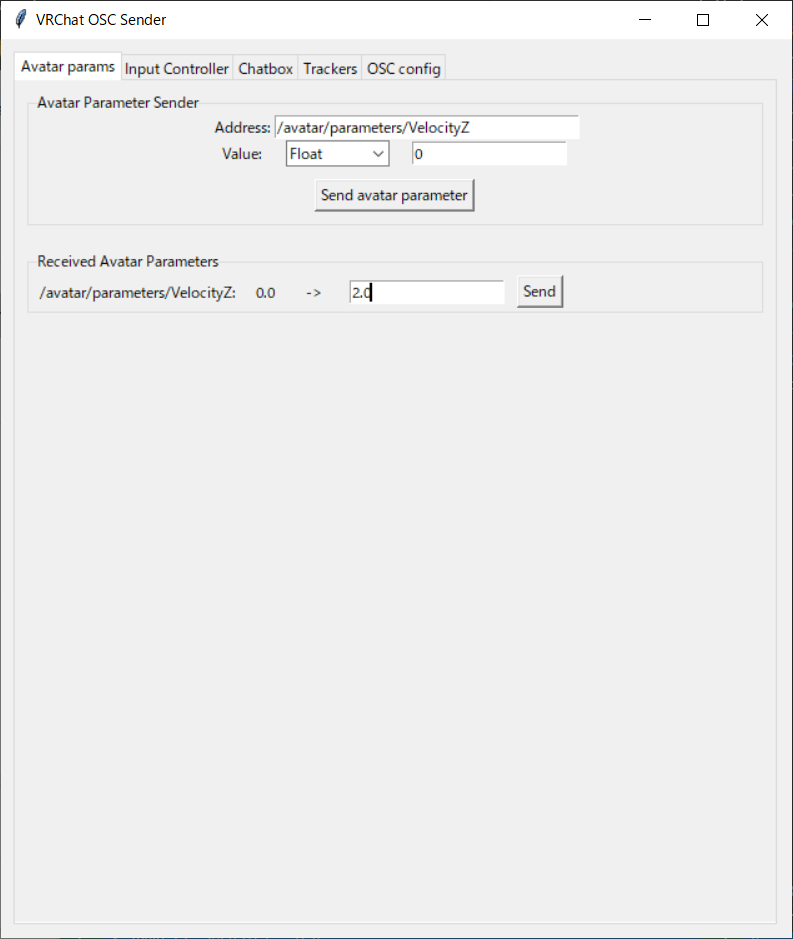 VRChat OSC Sender
Avatar params Input Controller Chatbox Trackers OSC config
Avatar Parameter Sender
Address: /avatar/parameters/VelocityZ
Value: Float 0
Send avatar parameter
Received Avatar Parameters
/avatar/parameters/VelocityZ: 0.0 -> 2.0 Send